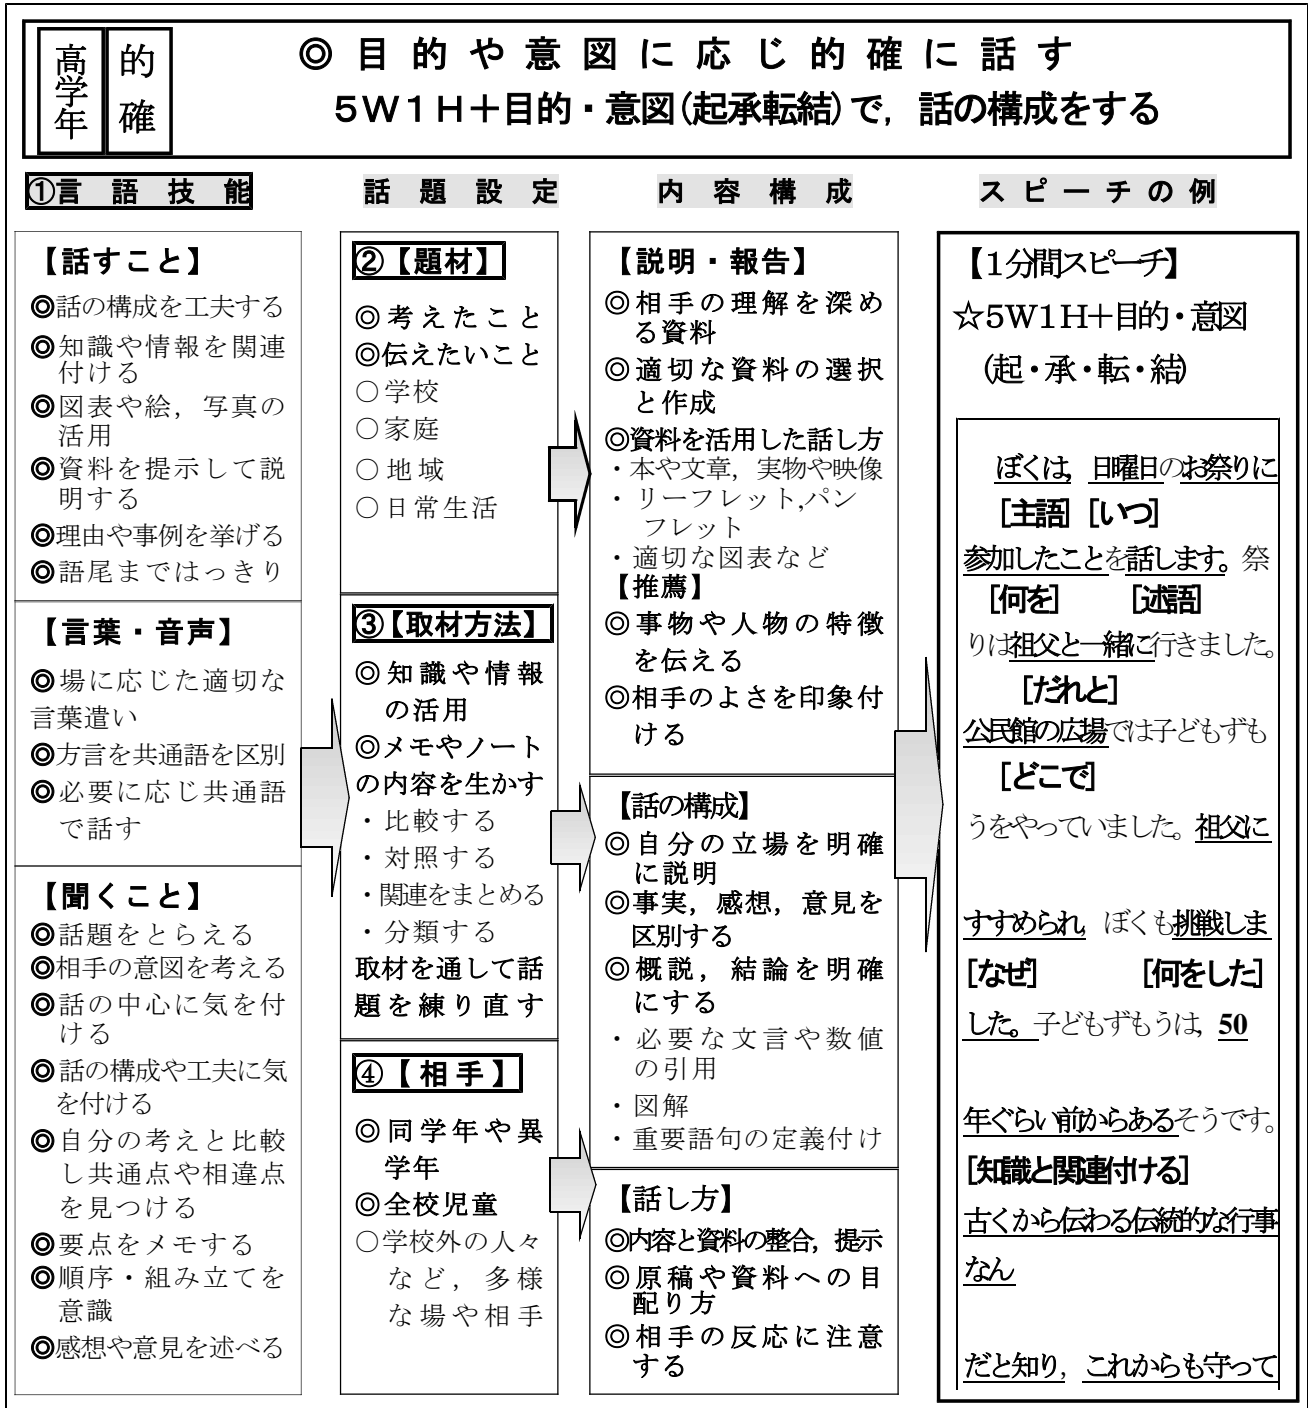 高学年
的確
◎目的や意図に応じ的確に話す
5W1H+目的・意図(起承転結)で,話の構成をする
①言語技能
【話すこと】
◎話の構成を工夫する
◎知識や情報を関連
付ける
◎図表や絵,写真の
活用
◎資料を提示して説
明する
◎理由や事例を挙げる
◎語尾まではっきり
【言葉・音声】
◎場に応じた適切な
言葉遣い
◎方言を共通語を区別
◎必要に応じ共通語
で話す
【聞くこと】
◎話題をとらえる
◎相手の意図を考える
◎話の中心に気を付
ける
◎話の構成や工夫に気
を付ける
◎自分の考えと比較
し共通点や相違点
を見つける
◎要点をメモする
◎順序・組み立てを
意識
◎感想や意見を述べる
話題設定
②【題材】
◎考えたこと
◎伝えたいこと
○学校
○家庭
○地域
○日常生活
③【取材方法】
◎知識や情報
の活用
◎メモやノート
の内容を生かす
・比較する
・対照する
・関連をまとめる
・分類する
取材を通して話
題を練り直す
④【相手】
◎同学年や異
学年
◎全校児童
○学校外の人々
など,多様
な場や相手
内容構成
【説明・報告】
◎相手の理解を深め
る資料
◎適切な資料の選択
と作成
◎資料を活用した話し方
・本や文章,実物や映像
・リーフレット,パン
フレット
・適切な図表など
【推薦】
◎事物や人物の特徴
を伝える
◎相手のよさを印象付
ける
【話の構成】
◎自分の立場を明確
に説明
◎事実,感想,意見を
区別する
◎概説,結論を明確
にする
・必要な文言や数値
の引用
・図解
・重要語句の定義付け
【話し方】
◎内容と資料の整合,提示
◎原稿や資料への目
配り方
◎相手の反応に注意
する
スピーチの例
【1分間スピーチ】
☆5W1H+目的・意図
(起・承・転・結)
ぼくは,日曜日のお祭りに
[主語][いつ]
参加したことを話します。祭
[何を] [述語]
りは祖父と一緒に行きました。
[だれと]
公民館の広場では子どもずも
[どこで]
うをやっていました。祖父に
すすめられ,ぼくも挑戦しま
[なぜ] [何をした]
した。子どもずもうは,50
年ぐらい前からあるそうです。
[知識と関連付ける]
古くから伝わる伝統的な行事
なん
だと知り,これからも守って